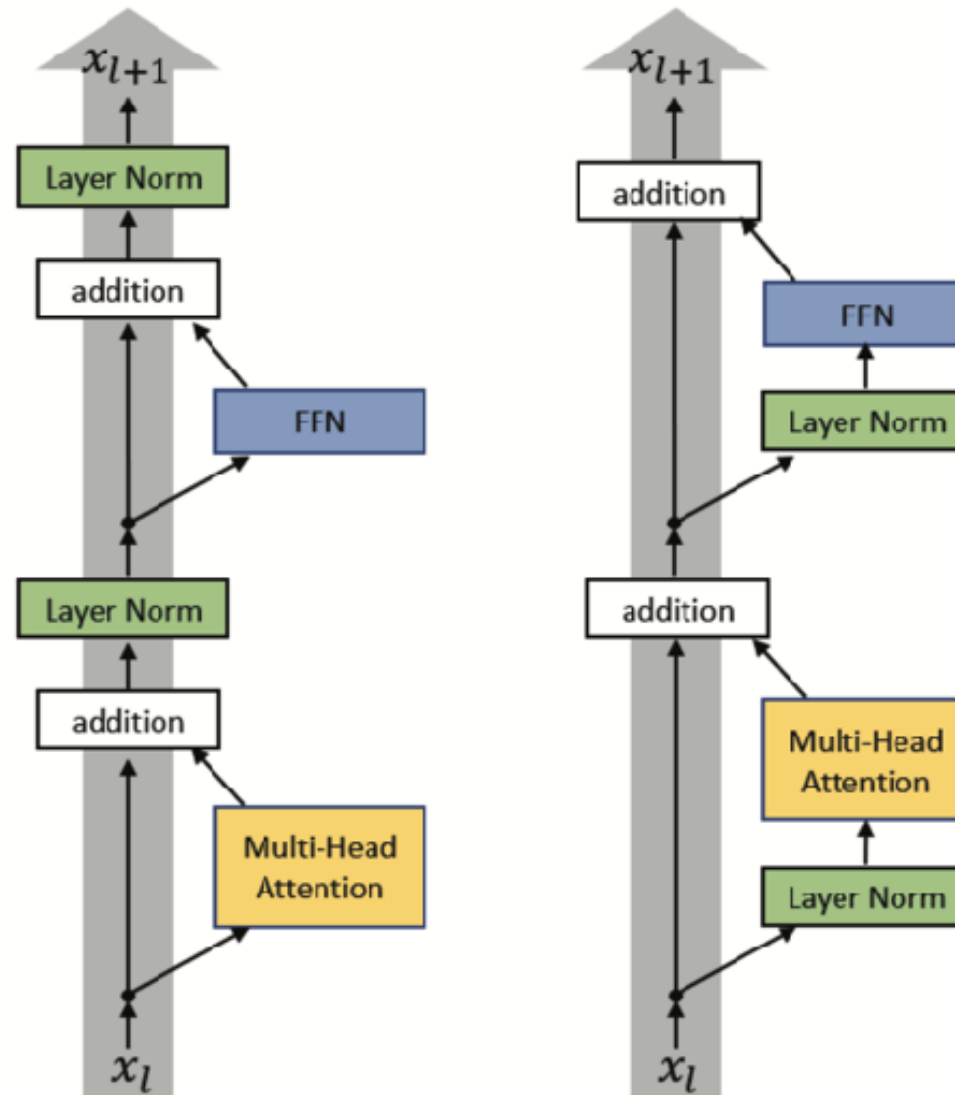 x_{l+1}
Layer Norm
addition
FFN
Layer Norm
addition
Multi-Head
Attention
x_l
x_{l+1}
addition
FFN
Layer Norm
addition
Multi-Head
Attention
Layer Norm
x_l